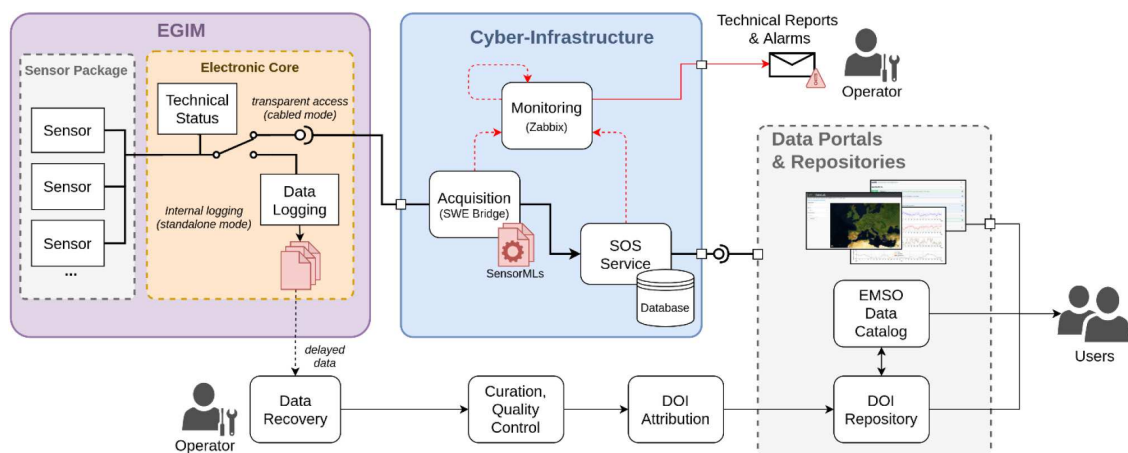 EGIM
Sensor Package
Sensor
Sensor
Sensor
...
Electronic Core
Technical
Status
transparent access
(cabled mode)
Internal logging
(standalone mode)
Data
Logging
delayed
data
Cyber-Infrastructure
Monitoring
(Zabbix)
Acquisition
(SWE Bridge)
SensorMLs
SOS
Service
Database
Technical Reports
& Alarms
Operator
Data Portals
& Repositories
EMSO
Data
Catalog
Users
Operator
Data
Recovery
Curation,
Quality
Control
DOI
Attribution
DOI
Repository